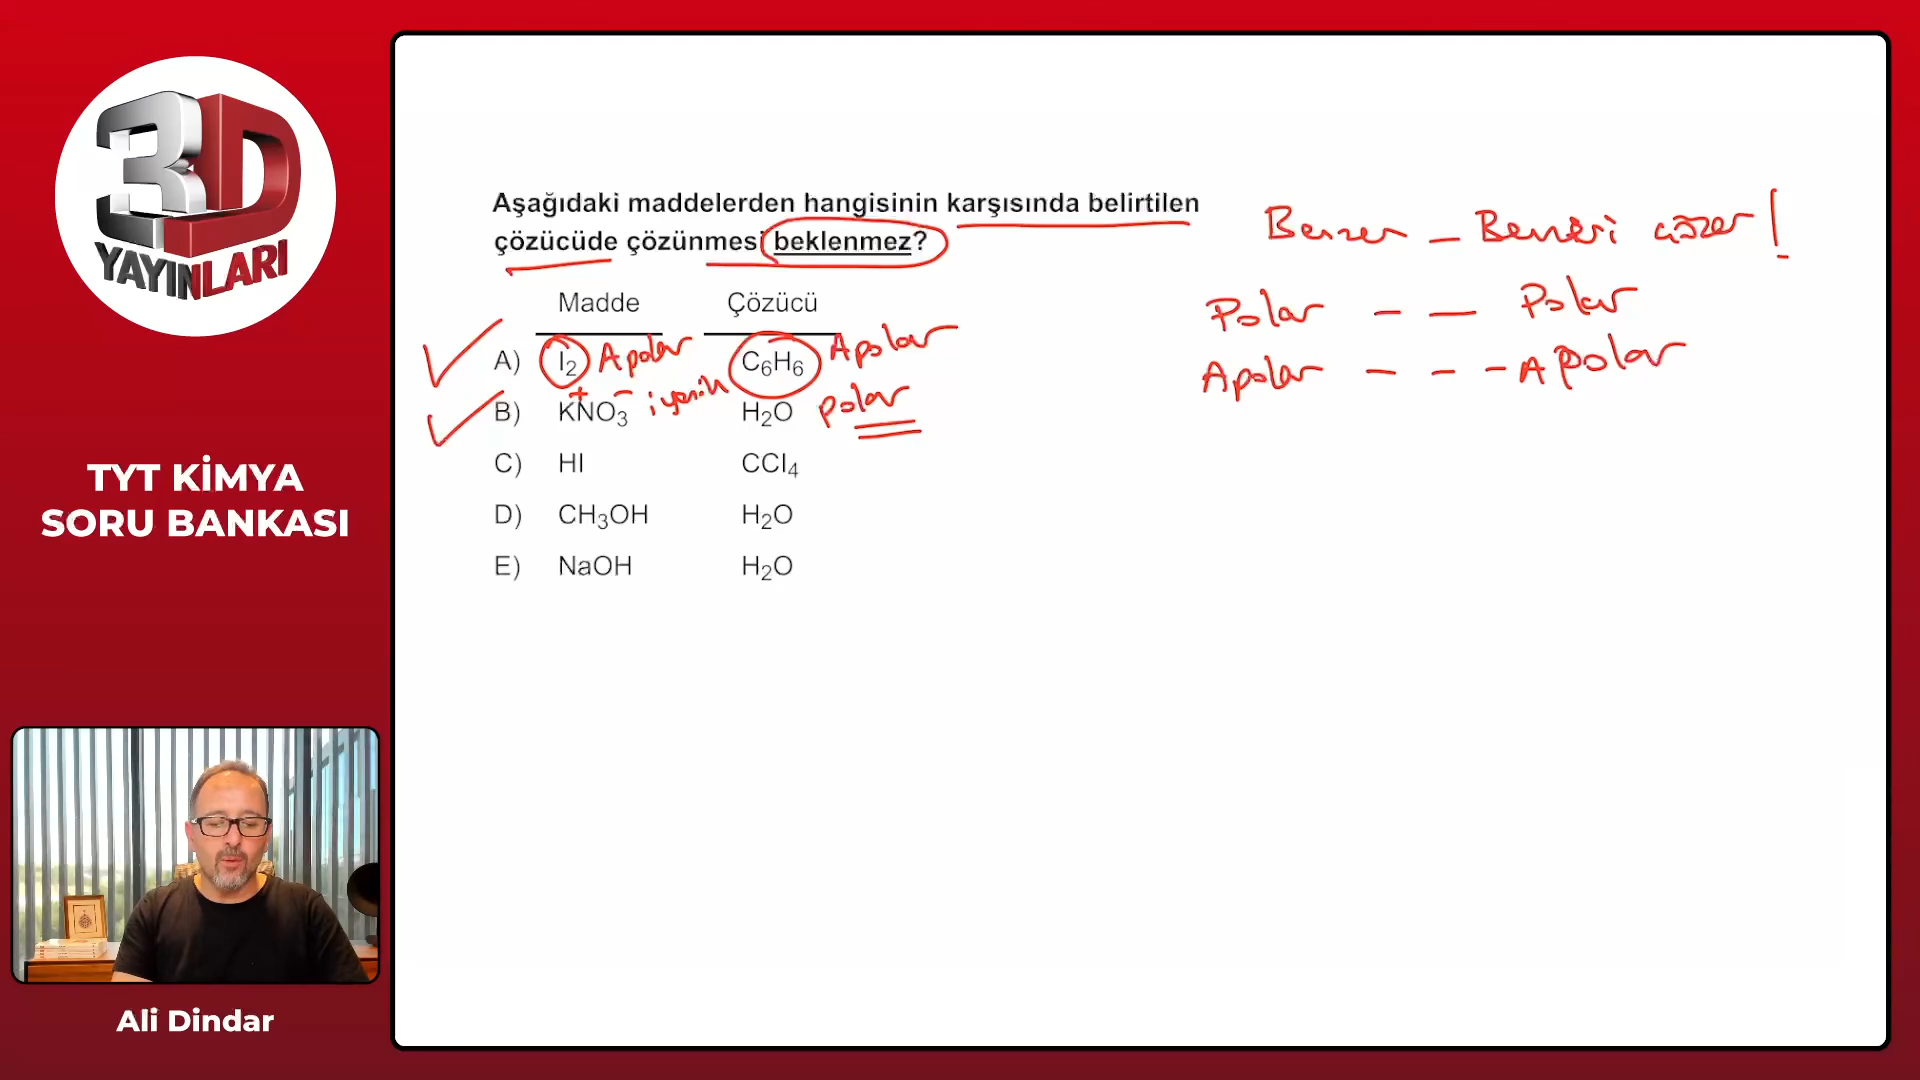 3D
YAYINLARI
TYT KİMYA
SORU BANKASI
Ali Dindar
Aşağıdaki maddelerden hangisinin karşısında belirtilen
çözücüde çözünmesi beklenmez?
Madde Çözücü
A) I₂ Apolar C₆H₆ Apolar
B) KNO₃ + - iyonik H₂O polar
C) HI CCl₄
D) CH₃OH H₂O
E) NaOH H₂O
Benzer - Benzeri çözer!
Polar - - Polar
Apolar - - - Apolar